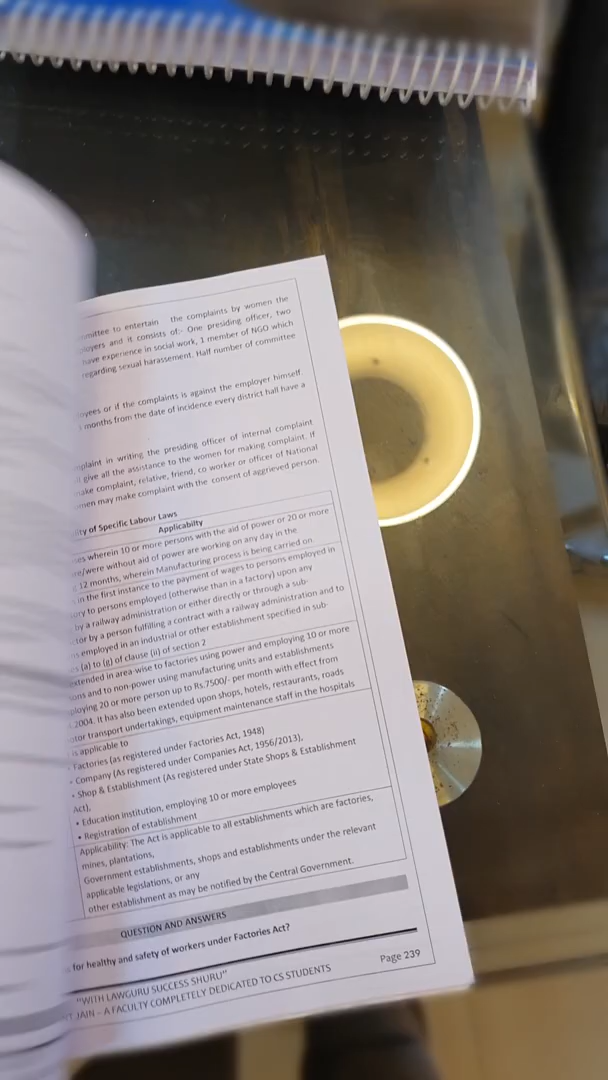 mmittee to entertain the complaints by women the
loyers and it consists of:- One presiding officer, two
have experience in social work, 1 member of NGO which
regarding sexual harassement. Half number of committee
oyees or if the complaints is against the employer himself
months from the date of incidence every district hall have a
mplaint in writing the presiding officer of internal complaint
give all the assistance to the women for making complaint. If
make complaint, relative, friend, co worker or officer of National
men may make complaint with the consent of aggrieved person.
lity of Specific Labour Laws
Applicabilty
es wherein 10 or more persons with the aid of power or 20 or more
re/were without aid of power are working on any day in the
12 months, wherein Manufacturing process is being carried on
in the first instance to the payment of wages to persons employed in
ory to persons employed (otherwise than in a factory) upon any
by a railway administration or either directly or through a sub-
tor by a person fulfilling a contract with a railway administration and to
ns employed in an industrial or other establishment specified in sub-
es (a) to (g) of clause (ii) of section 2
extended in area-wise to factories using power and employing 10 or more
ons and to non-power using manufacturing units and establishments
ploying 20 or more person up to Rs.7500/- per month with effect from
2004. It has also been extended upon shops, hotels, restaurants, roads
otor transport undertakings, equipment maintenance staff in the hospitals
is applicable to
Factories (as registered under Factories Act, 1948)
• Company (As registered under Companies Act, 1956/2013),
• Shop & Establishment (As registered under State Shops & Establishment
Act),
• Education institution, employing 10 or more employees
• Registration of establishment
Applicability: The Act is applicable to all establishments which are factories,
mines, plantations,
Government establishments, shops and establishments under the relevant
applicable legislations, or any
other establishment as may be notified by the Central Government.
QUESTION AND ANSWERS
for healthy and safety of workers under Factories Act?
"WITH LAWGURU SUCCESS SHURU"
JAIN – A FACULTY COMPLETELY DEDICATED TO CS STUDENTS
Page 239